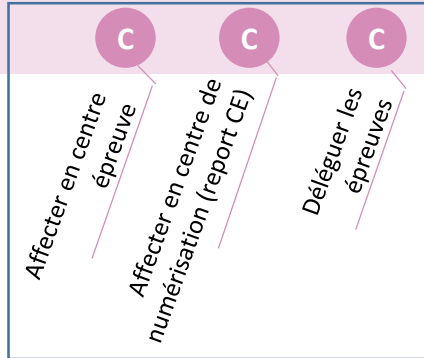 C
Affecter en centre
épreuve
C
Affecter en centre de
numérisation (report CE)
C
Déléguer les
épreuves